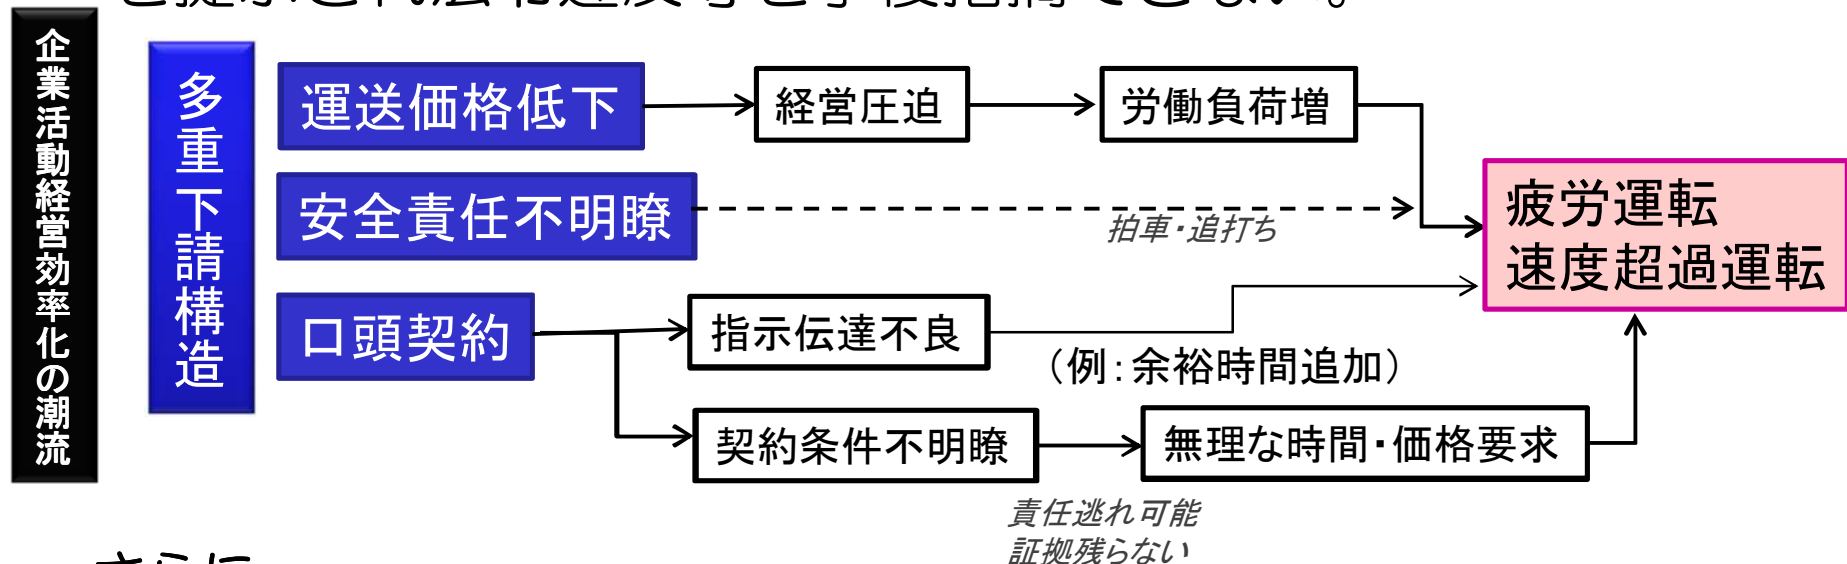 企業活動経営効率化の潮流
多重下請構造
運送価格低下
経営圧迫
労働負荷増
安全責任不明瞭
拍車・追打ち
疲労運転
速度超過運転
口頭契約
指示伝達不良
（例：余裕時間追加）
契約条件不明瞭
無理な時間・価格要求
責任逃れ可能
証拠残らない
さらに